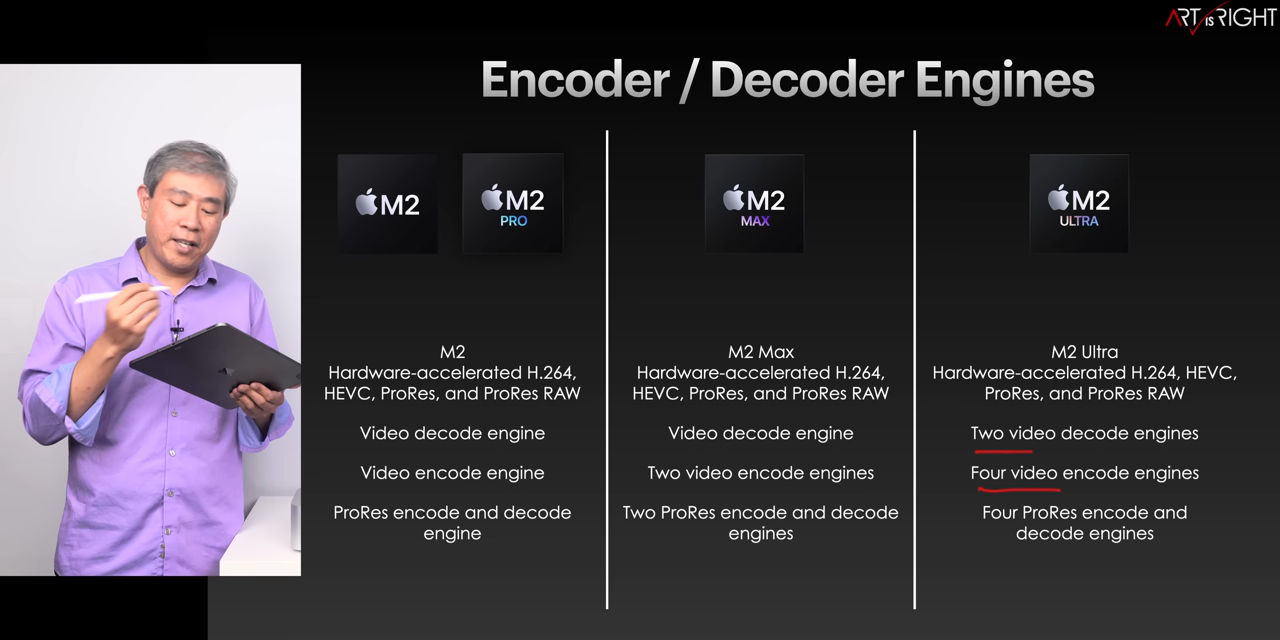 ART IS RIGHT
Encoder / Decoder Engines
M2
M2
PRO
M2
MAX
M2
ULTRA
M2
Hardware-accelerated H.264,
HEVC, ProRes, and ProRes RAW
Video decode engine
Video encode engine
ProRes encode and decode
engine
M2 Max
Hardware-accelerated H.264,
HEVC, ProRes, and ProRes RAW
Video decode engine
Two video encode engines
Two ProRes encode and decode
engines
M2 Ultra
Hardware-accelerated H.264, HEVC,
ProRes, and ProRes RAW
Two video decode engines
Four video encode engines
Four ProRes encode and
decode engines